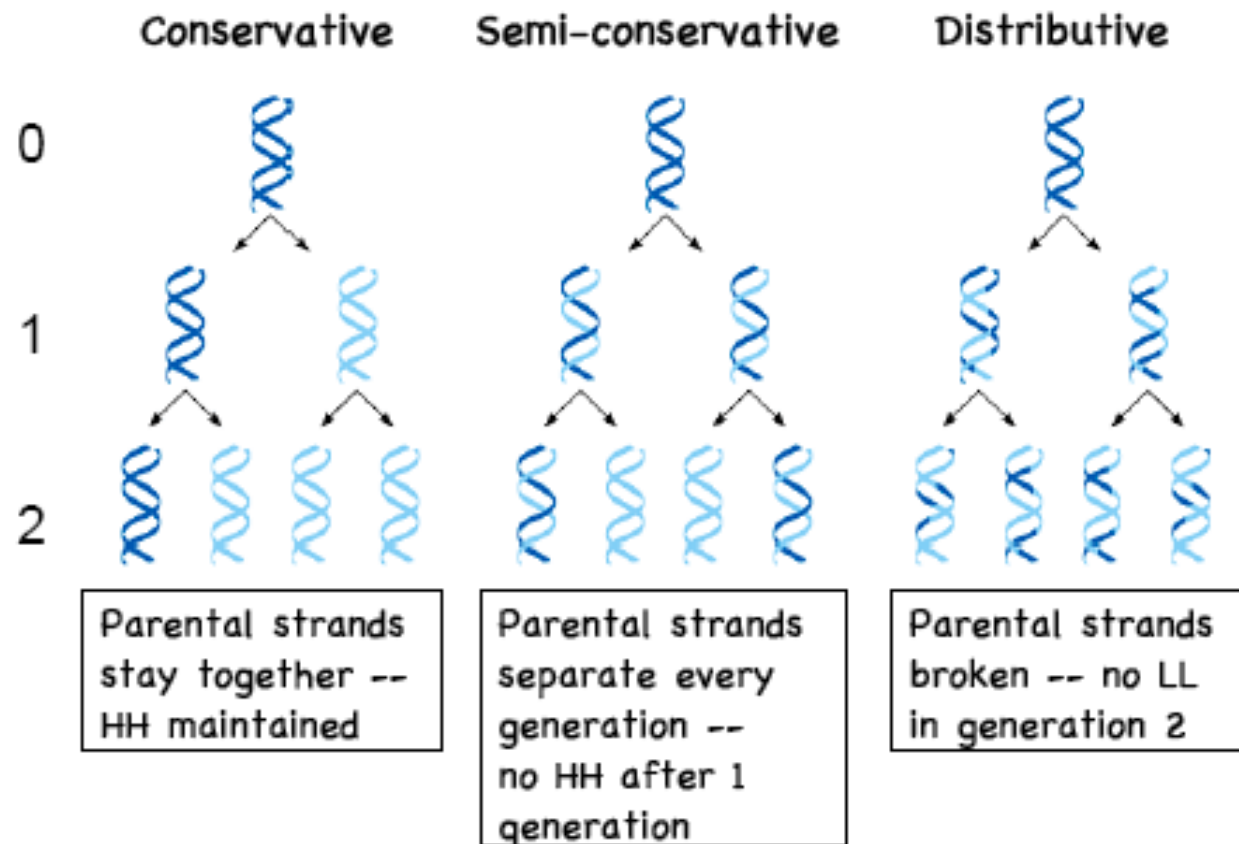 Conservative
Semi-conservative
Distributive
0
1
2
Parental strands
stay together --
HH maintained
Parental strands
separate every
generation --
no HH after 1
generation
Parental strands
broken -- no LL
in generation 2